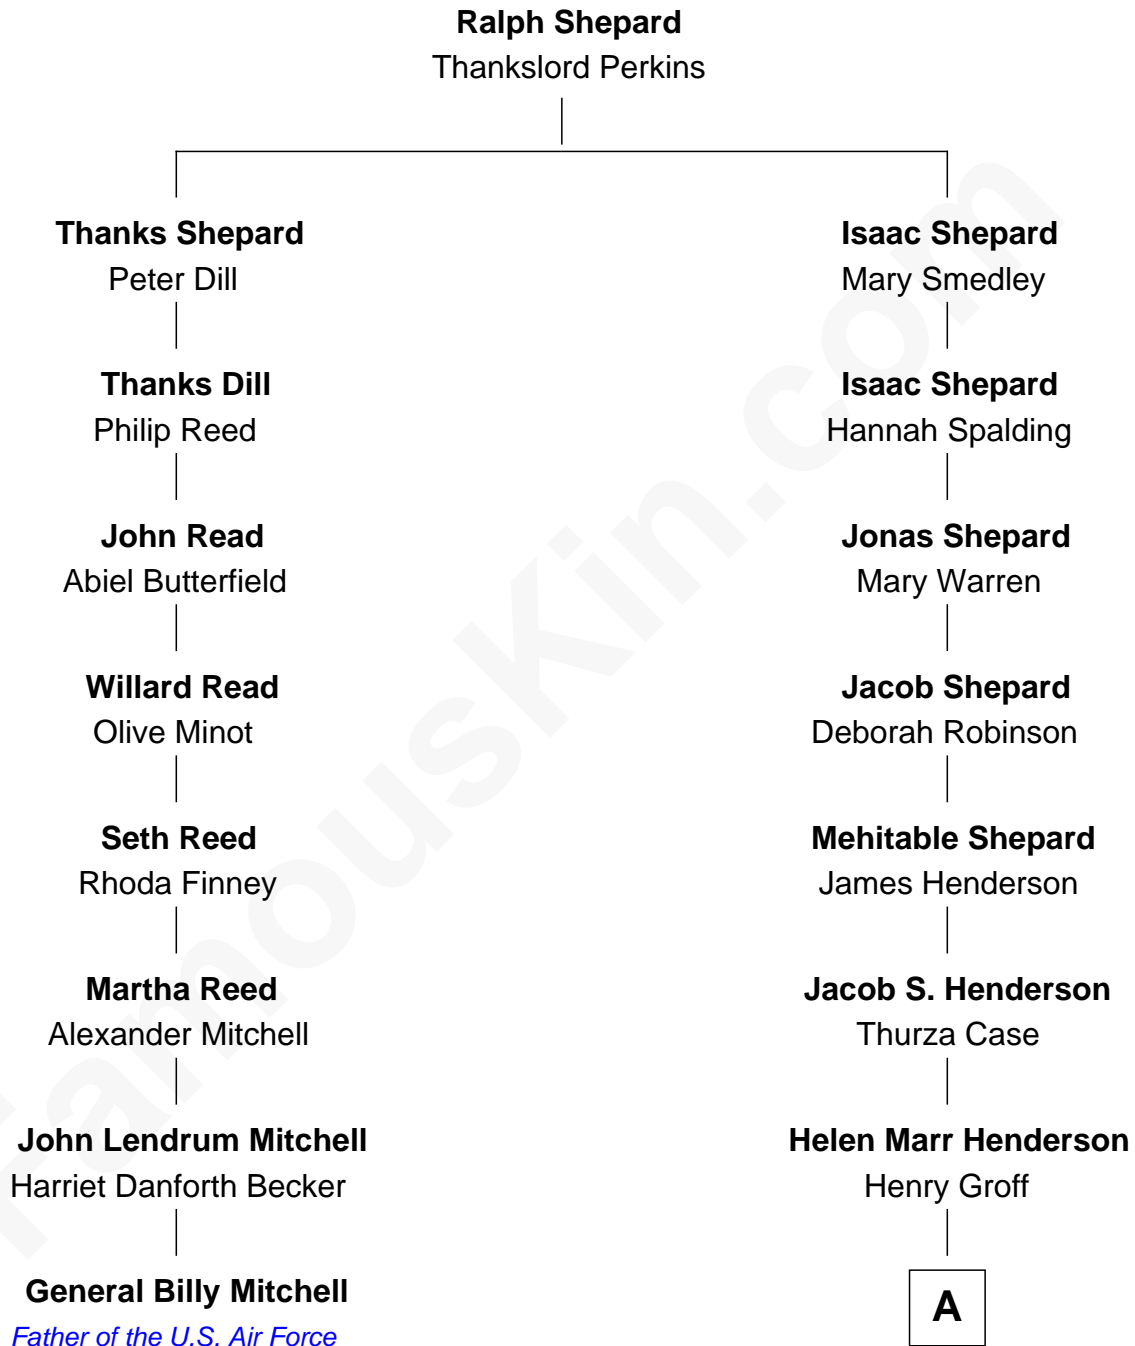 Ralph Shepard
Thankslord Perkins
Thanks Shepard
Peter Dill
Thanks Dill
Philip Reed
John Read
Abiel Butterfield
Willard Read
Olive Minot
Seth Reed
Rhoda Finney
Martha Reed
Alexander Mitchell
John Lendrum Mitchell
Harriet Danforth Becker
General Billy Mitchell
Father of the U.S. Air Force
Isaac Shepard
Mary Smedley
Isaac Shepard
Hannah Spalding
Jonas Shepard
Mary Warren
Jacob Shepard
Deborah Robinson
Mehitable Shepard
James Henderson
Jacob S. Henderson
Thurza Case
Helen Marr Henderson
Henry Groff
A
FamousKin.com